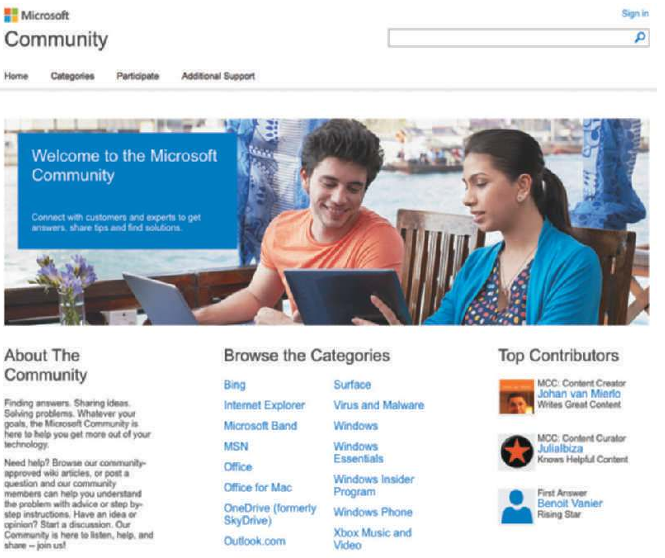 Microsoft
Sign in
Community
Home Categories Participate Additional Support
Welcome to the Microsoft
Community
Connect with customers and experts to get
answers, share tips and find solutions.
About The
Community
Finding answers. Sharing ideas.
Solving problems. Whatever your
goals, the Microsoft Community is
here to help you get more out of your
technology.
Need help? Browse our community-
approved wiki articles, or post a
question and our community
members can help you understand
the problem with advice or step by-
step instructions. Have an idea or
opinion? Start a discussion. Our
Community is here to listen, help, and
share – join us!
Browse the Categories
Bing
Internet Explorer
Microsoft Band
MSN
Office
Office for Mac
OneDrive (formerly
SkyDrive)
Outlook.com
Surface
Virus and Malware
Windows
Windows
Essentials
Windows Insider
Program
Windows Phone
Xbox Music and
Video
Top Contributors
MCC: Content Creator
Johan van Mierlo
Writes Great Content
MCC: Content Curator
JuliaIbiza
Knows Helpful Content
First Answer
Benoit Vanier
Rising Star